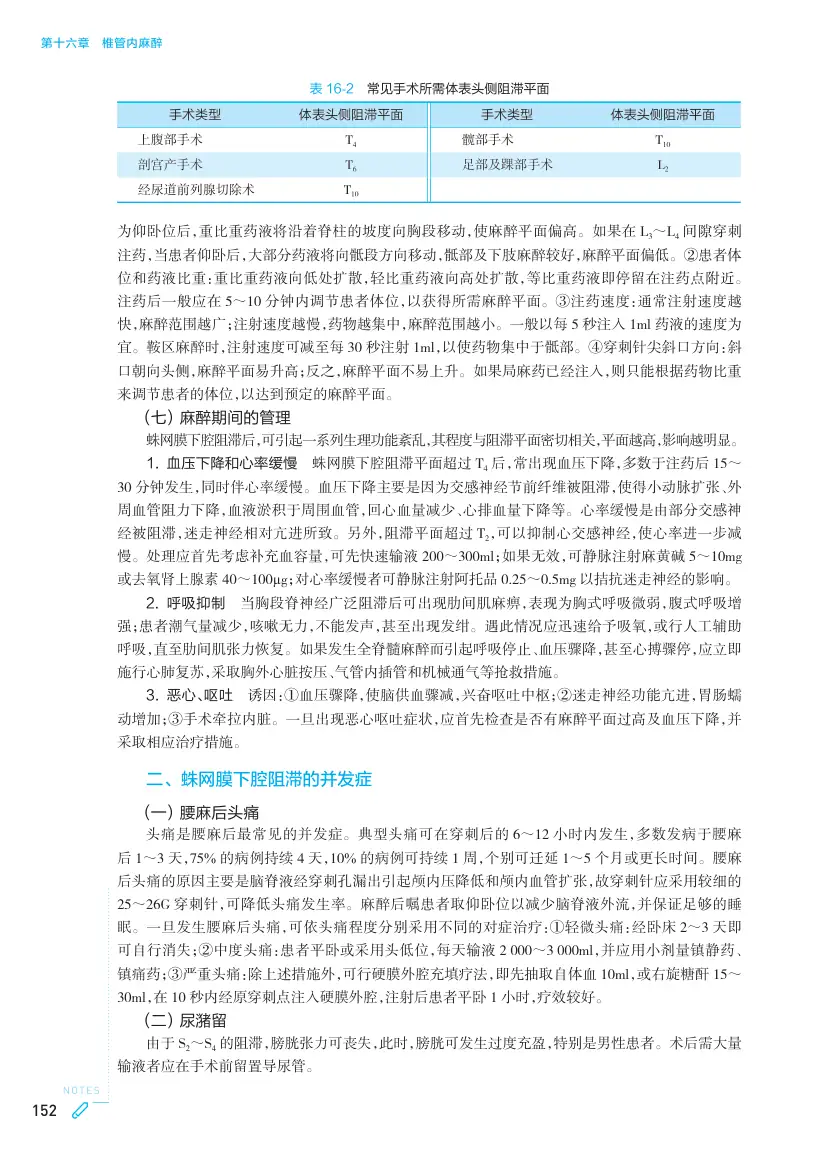 第十六章 椎管内麻醉
表 16-2 常见手术所需体表头侧阻滞平面
手术类型 体表头侧阻滞平面 手术类型 体表头侧阻滞平面
上腹部手术 T4 髋部手术 T10
剖宫产手术 T6 足部及踝部手术 L2
经尿道前列腺切除术 T10
为仰卧位后,重比重药液将沿着脊柱的坡度向胸段移动,使麻醉平面偏高。如果在 L3～L4 间隙穿刺
注药,当患者仰卧后,大部分药液将向骶段方向移动,骶部及下肢麻醉较好,麻醉平面偏低。②患者体
位和药液比重:重比重药液向低处扩散,轻比重药液向高处扩散,等比重药液即停留在注药点附近。
注药后一般应在 5～10 分钟内调节患者体位,以获得所需麻醉平面。③注药速度:通常注射速度越
快,麻醉范围越广;注射速度越慢,药物越集中,麻醉范围越小。一般以每 5 秒注入 1ml 药液的速度为
宜。鞍区麻醉时,注射速度可减至每 30 秒注射 1ml,以使药物集中于骶部。④穿刺针尖斜口方向:斜
口朝向头侧,麻醉平面易升高;反之,麻醉平面不易上升。如果局麻药已经注入,则只能根据药物比重
来调节患者的体位,以达到预定的麻醉平面。
(七)麻醉期间的管理
蛛网膜下腔阻滞后,可引起一系列生理功能紊乱,其程度与阻滞平面密切相关,平面越高,影响越明显。
1. 血压下降和心率缓慢 蛛网膜下腔阻滞平面超过 T4 后,常出现血压下降,多数于注药后 15～
30 分钟发生,同时伴心率缓慢。血压下降主要是因为交感神经节前纤维被阻滞,使得小动脉扩张、外
周血管阻力下降,血液淤积于周围血管,回心血量减少、心排血量下降等。心率缓慢是由部分交感神
经被阻滞,迷走神经相对亢进所致。另外,阻滞平面超过 T2,可以抑制心交感神经,使心率进一步减
慢。处理应首先考虑补充血容量,可先快速输液 200～300ml;如果无效,可静脉注射麻黄碱 5～10mg
或去氧肾上腺素 40～100μg;对心率缓慢者可静脉注射阿托品 0.25～0.5mg 以拮抗迷走神经的影响。
2. 呼吸抑制 当胸段脊神经广泛阻滞后可出现肋间肌麻痹,表现为胸式呼吸微弱,腹式呼吸增
强;患者潮气量减少,咳嗽无力,不能发声,甚至出现发绀。遇此情况应迅速给予吸氧,或行人工辅助
呼吸,直至肋间肌张力恢复。如果发生全脊髓麻醉而引起呼吸停止、血压骤降,甚至心搏骤停,应立即
施行心肺复苏,采取胸外心脏按压、气管内插管和机械通气等抢救措施。
3. 恶心、呕吐 诱因:①血压骤降,使脑供血骤减,兴奋呕吐中枢;②迷走神经功能亢进,胃肠蠕
动增加;③手术牵拉内脏。一旦出现恶心呕吐症状,应首先检查是否有麻醉平面过高及血压下降,并
采取相应治疗措施。
二、蛛网膜下腔阻滞的并发症
(一)腰麻后头痛
头痛是腰麻后最常见的并发症。典型头痛可在穿刺后的 6～12 小时内发生,多数发病于腰麻
后 1～3 天,75% 的病例持续 4 天,10% 的病例可持续 1 周,个别可迁延 1～5 个月或更长时间。腰麻
后头痛的原因主要是脑脊液经穿刺孔漏出引起颅内压降低和颅内血管扩张,故穿刺针应采用较细的
25～26G 穿刺针,可降低头痛发生率。麻醉后嘱患者取仰卧位以减少脑脊液外流,并保证足够的睡
眠。一旦发生腰麻后头痛,可依头痛程度分别采用不同的对症治疗:①轻微头痛:经卧床 2～3 天即
可自行消失;②中度头痛:患者平卧或采用头低位,每天输液 2 000～3 000ml,并应用小剂量镇静药、
镇痛药;③严重头痛:除上述措施外,可行硬膜外腔充填疗法,即先抽取自体血 10ml,或右旋糖酐 15～
30ml,在 10 秒内经原穿刺点注入硬膜外腔,注射后患者平卧 1 小时,疗效较好。
(二)尿潴留
由于 S2～S4 的阻滞,膀胱张力可丧失,此时,膀胱可发生过度充盈,特别是男性患者。术后需大量
输液者应在手术前留置导尿管。
NOTES
152